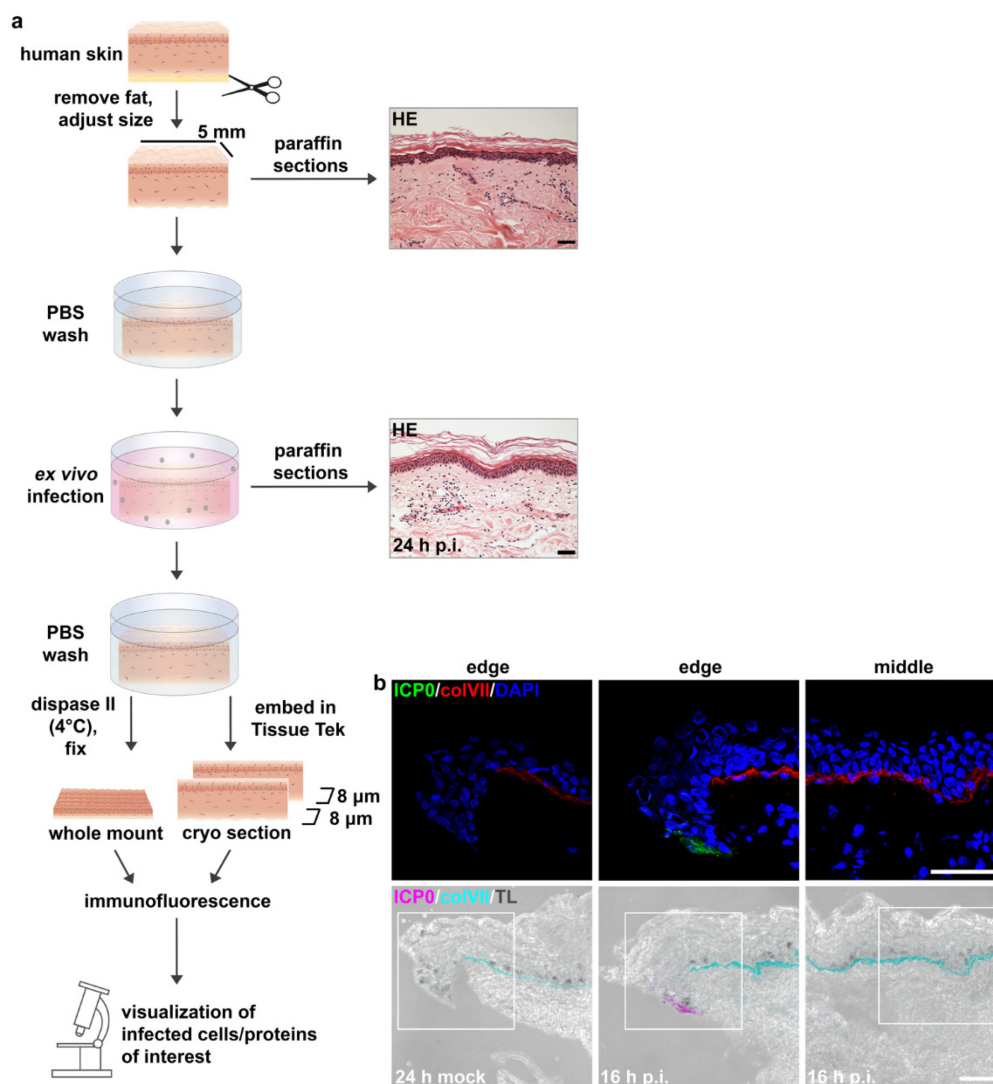 a
human skin
remove fat,
adjust size
5 mm
paraffin
sections
HE
PBS
wash
ex vivo
infection
paraffin
sections
HE
24 h p.i.
PBS
wash
dispase II
(4°C),
fix
embed in
Tissue Tek
8 µm
8 µm
whole mount
cryo section
immunofluorescence
visualization of
infected cells/proteins
of interest
b
edge
edge
middle
ICP0/colVII/DAPI
ICP0/colVII/TL
24 h mock
16 h p.i.
16 h p.i.